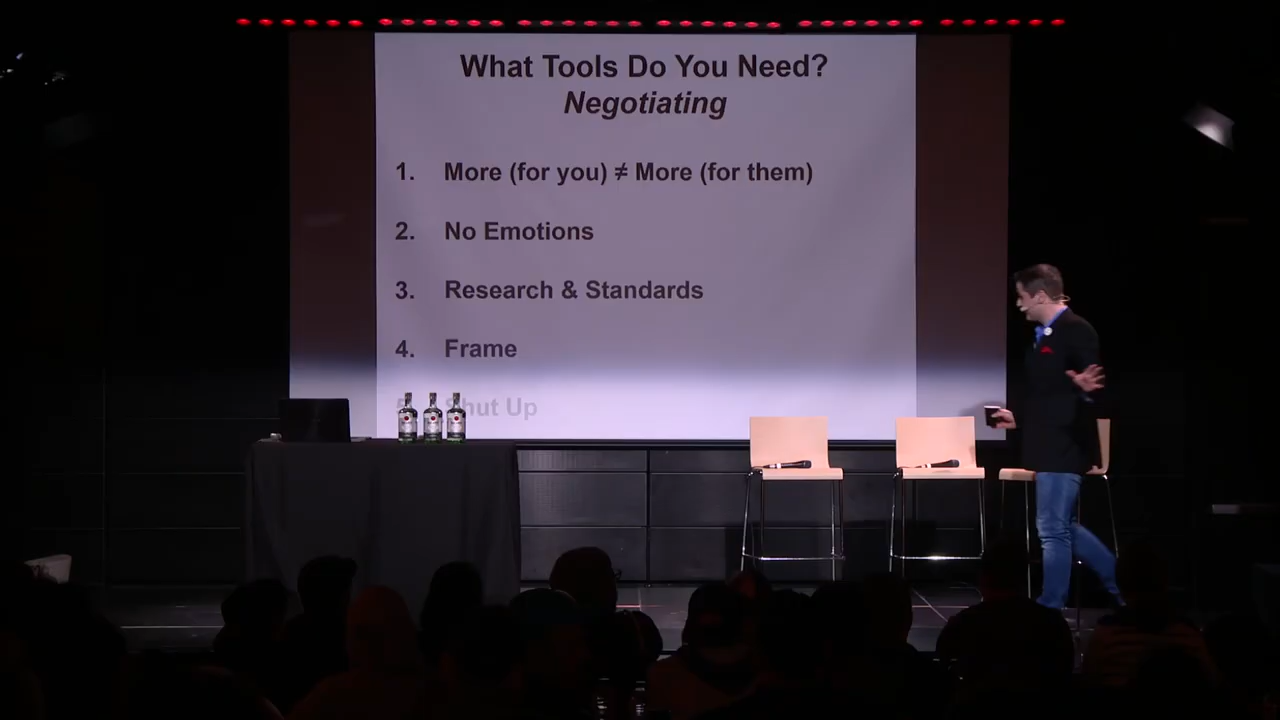 What Tools Do You Need?
Negotiating
1. More (for you) ≠ More (for them)
2. No Emotions
3. Research & Standards
4. Frame
5. Shut Up